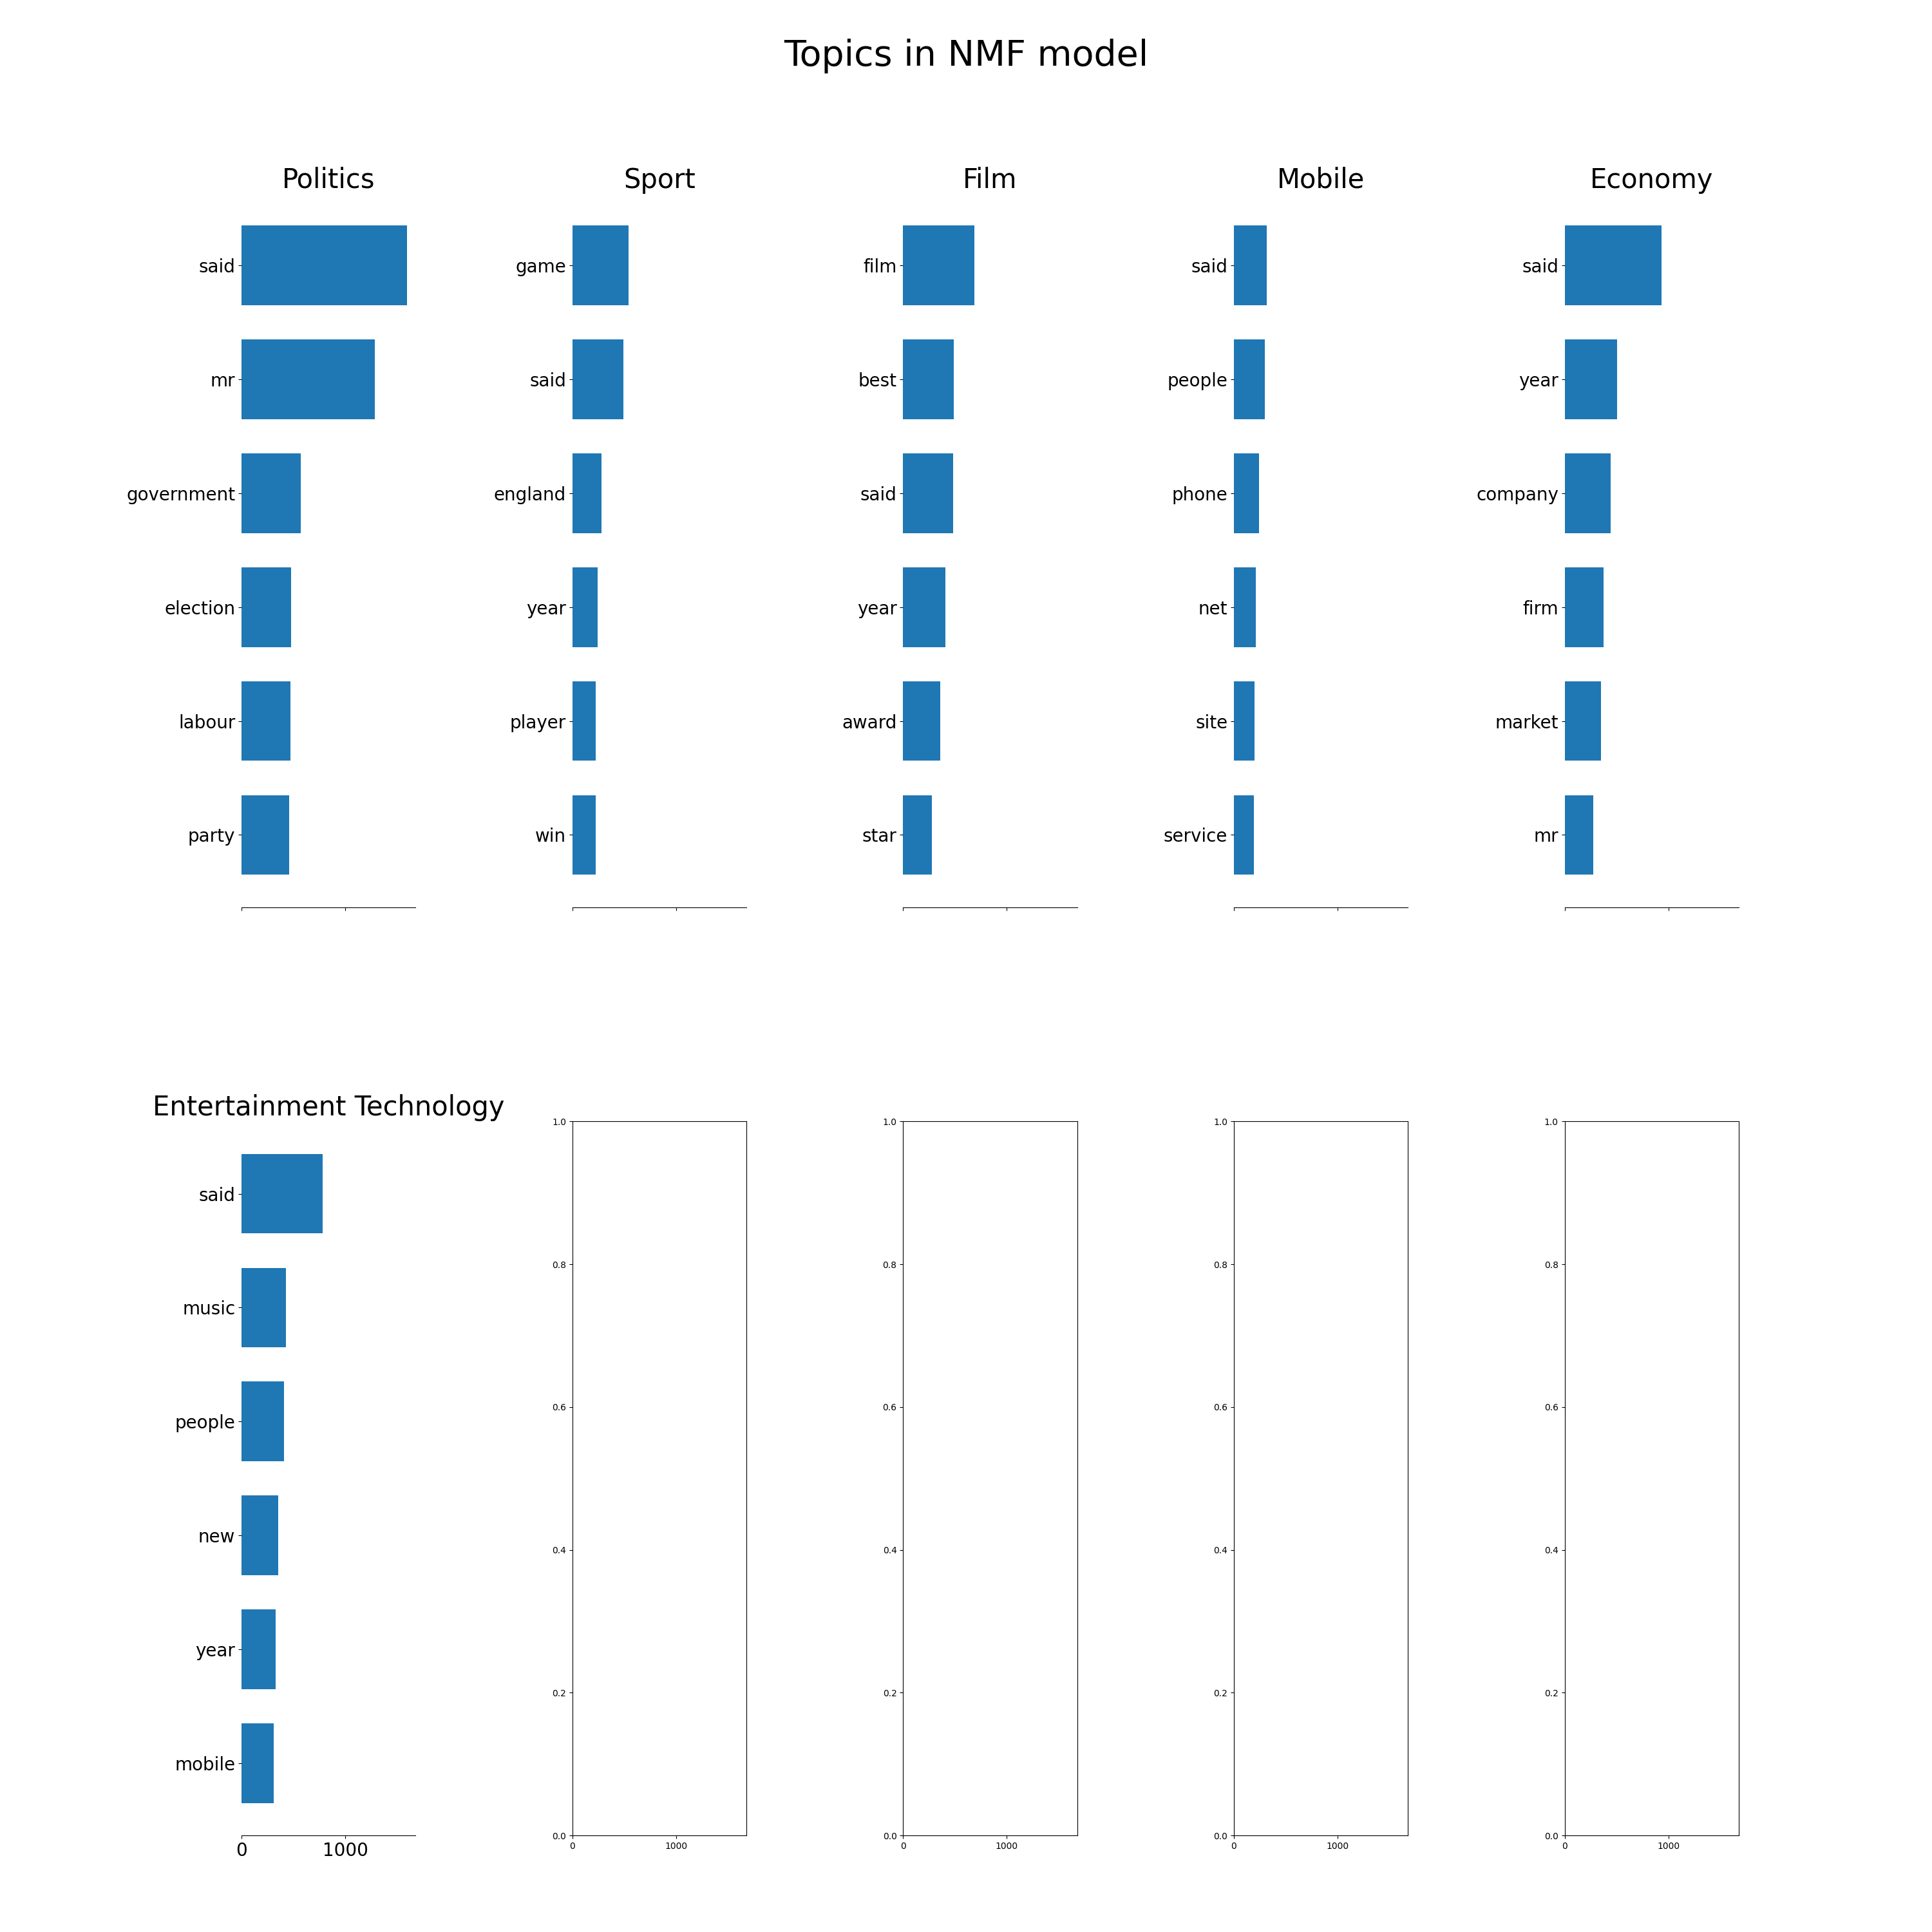 Topics in NMF model
Politics
said
mr
government
election
labour
party
Sport
game
said
england
year
player
win
Film
film
best
said
year
award
star
Mobile
said
people
phone
net
site
service
Economy
said
year
company
firm
market
mr
Entertainment Technology
said
music
people
new
year
mobile
0 1000
1.0
0.8
0.6
0.4
0.2
0.0
0 1000
1.0
0.8
0.6
0.4
0.2
0.0
0 1000
1.0
0.8
0.6
0.4
0.2
0.0
0 1000
1.0
0.8
0.6
0.4
0.2
0.0
0 1000